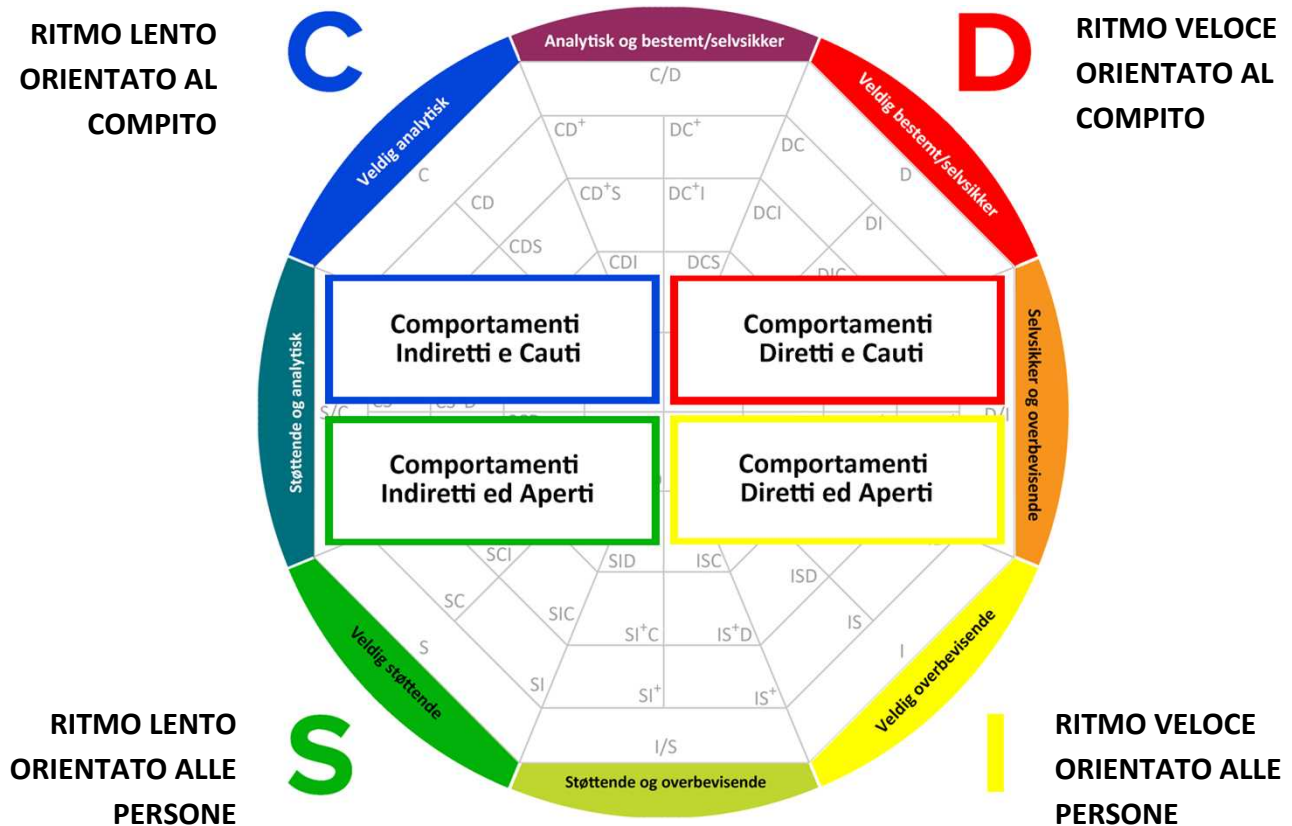 RITMO LENTO
ORIENTATO AL
COMPITO
C
Analytisk og bestemt/selvsikker
D
RITMO VELOCE
ORIENTATO AL
COMPITO
Veldig analytisk
Veldig bestemt/selvsikker
C/D
CD+
DC+
DC
C
D
CD
CD+S
DC+I
DCI
DI
CDS
CDI
DCS
DIC
Støttende og analytisk
Comportamenti
Indiretti e Cauti
Comportamenti
Diretti e Cauti
Selvsikker og overbevisende
S/C
D/I
Comportamenti
Indiretti ed Aperti
Comportamenti
Diretti ed Aperti
SCI
SID
ISC
ISD
SC
SIC
SI+C
IS+D
IS
S
I
SI
SI+
IS+
Veldig støttende
Veldig overbevisende
I/S
Støttende og overbevisende
RITMO LENTO
ORIENTATO ALLE
PERSONE
S
I
RITMO VELOCE
ORIENTATO ALLE
PERSONE